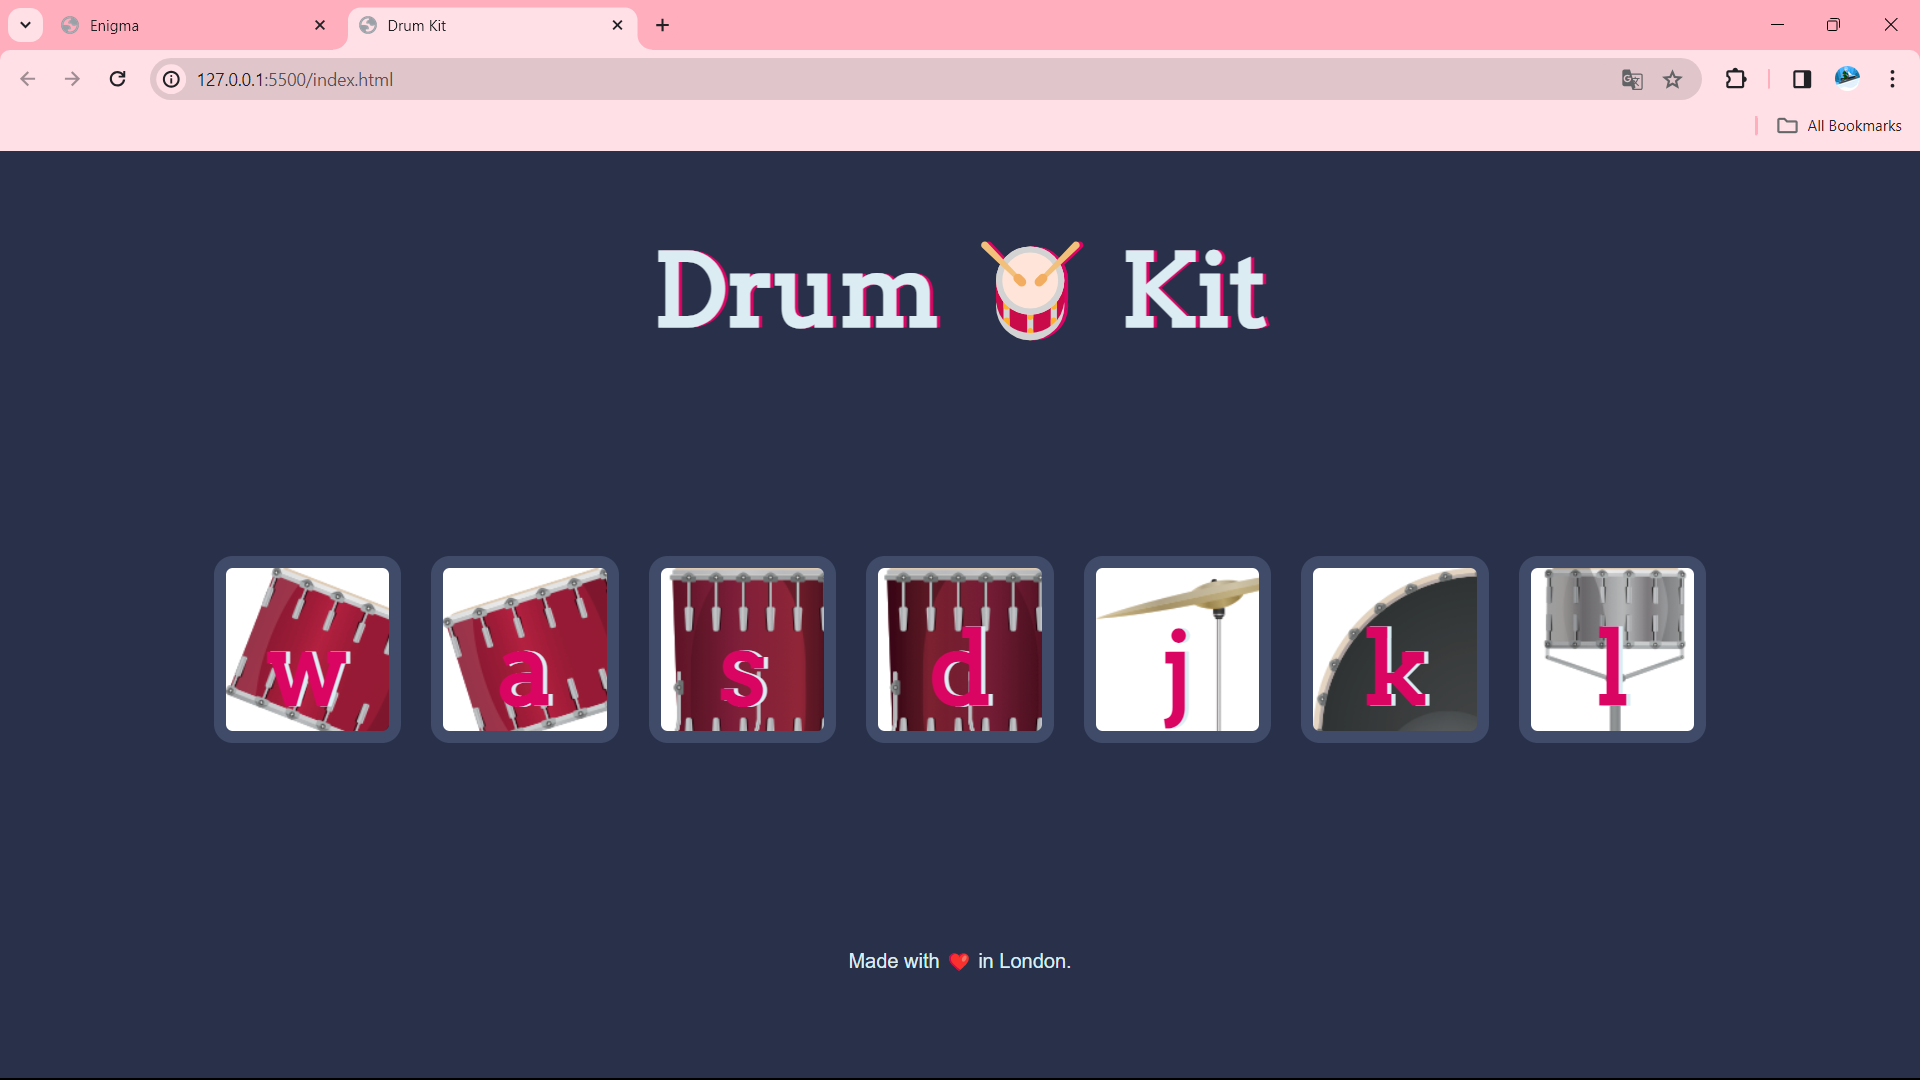 Enigma
Drum Kit
127.0.0.1:5500/index.html
All Bookmarks
Drum 🥁 Kit
w a s d j k l
Made with ❤️ in London.